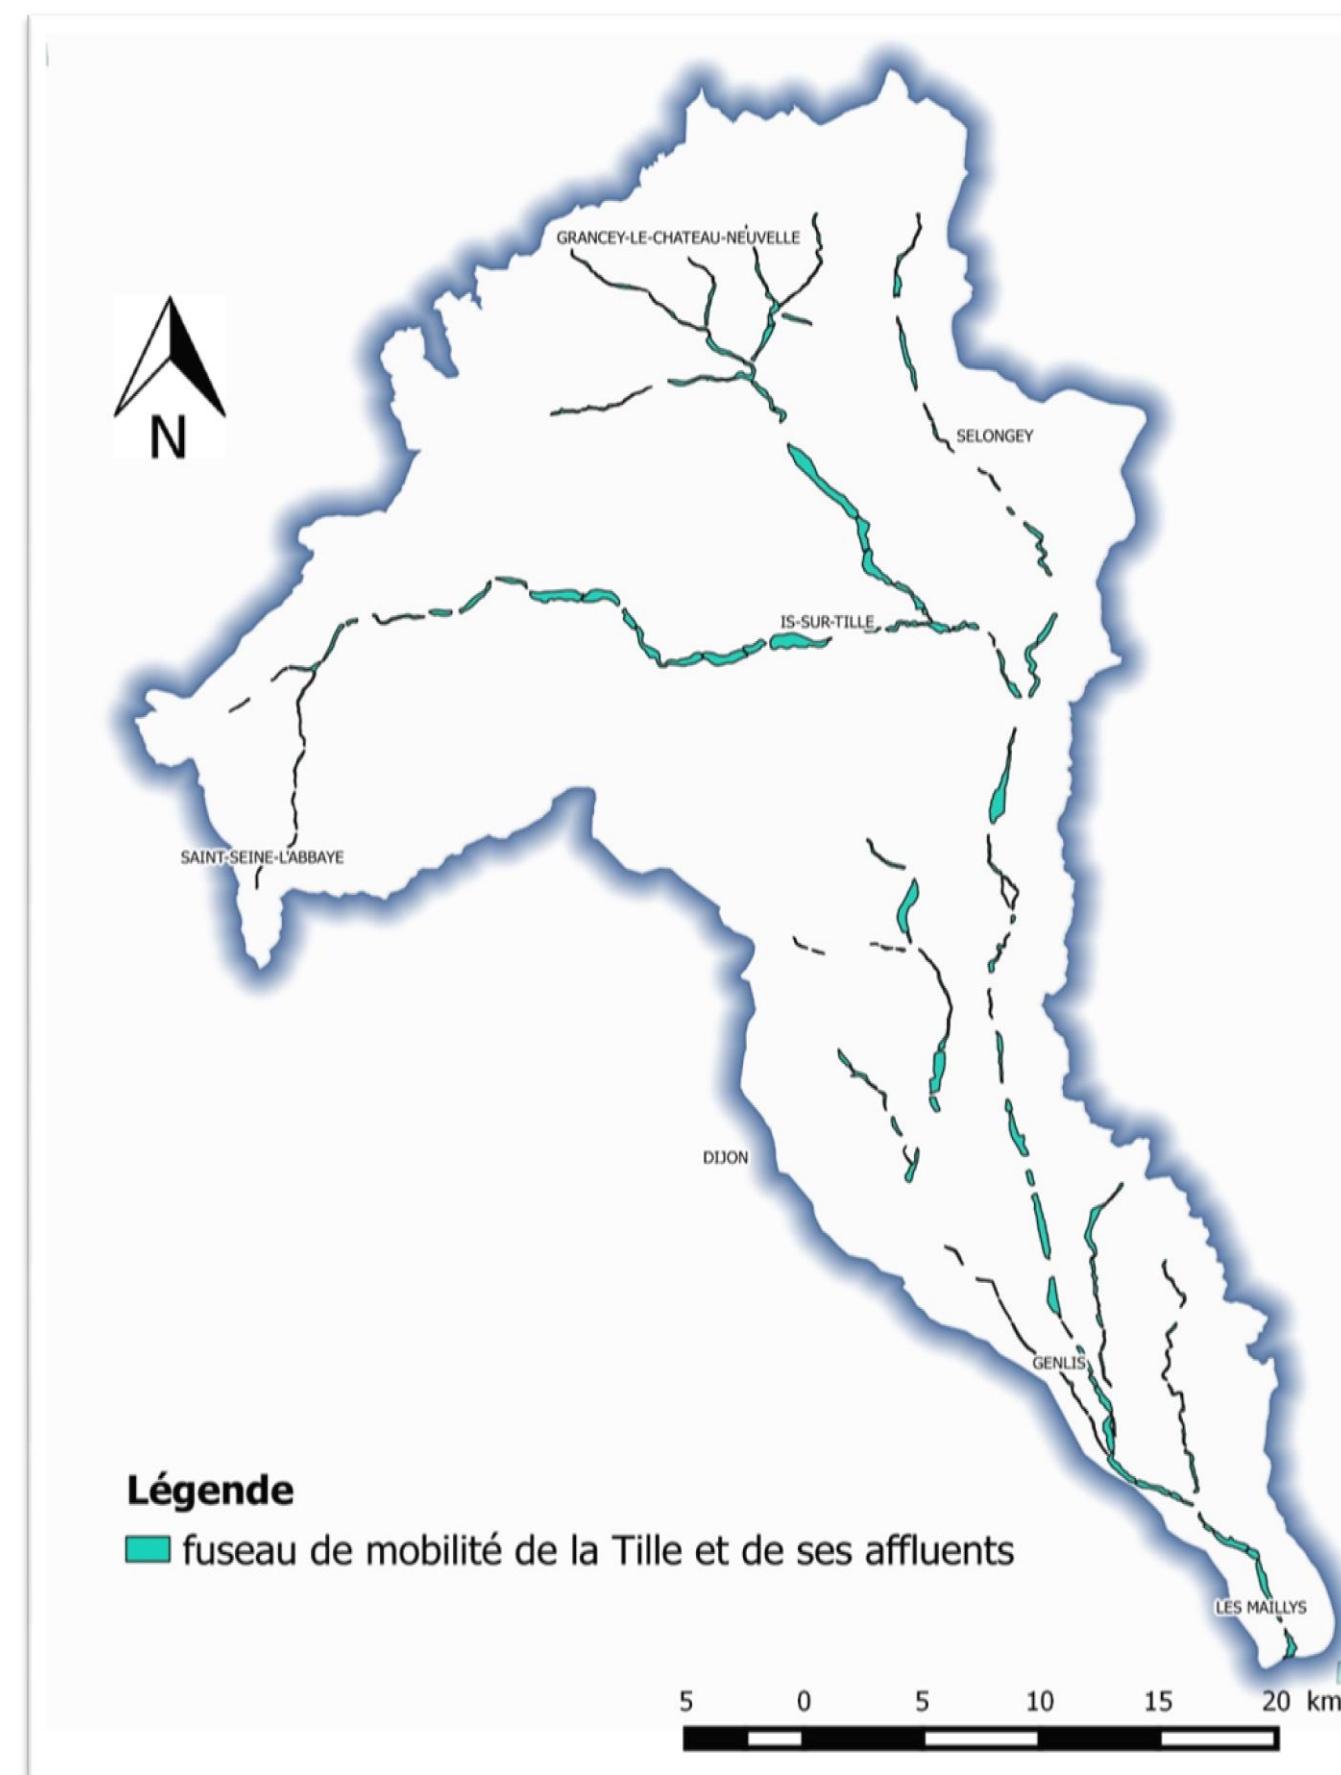 GRANCEY-LE-CHATEAU-NEUVELLE
N
SELONGEY
IS-SUR-TILLE
SAINT-SEINE-L'ABBAYE
DIJON
GENLIS
Légende
fuseau de mobilité de la Tille et de ses affluents
LES MAILLYS
5 0 5 10 15 20 km